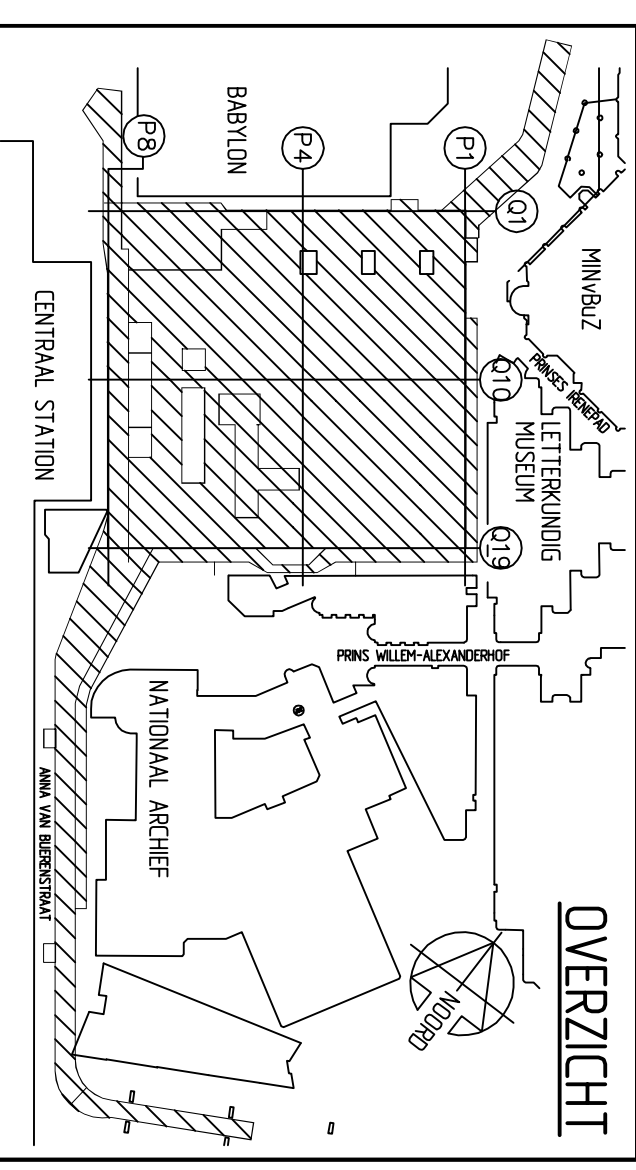 OVERZICHT
MINvBuZ
PRINSES IRENEPAD
LETTERKUNDIG
MUSEUM
Q1
Q10
Q19
P1
P4
P8
BABYLON
PRINS WILLEM-ALEXANDERHOF
NOORD
NATIONAAL ARCHIEF
CENTRAAL STATION
ANNA VAN BUERENSTRAAT